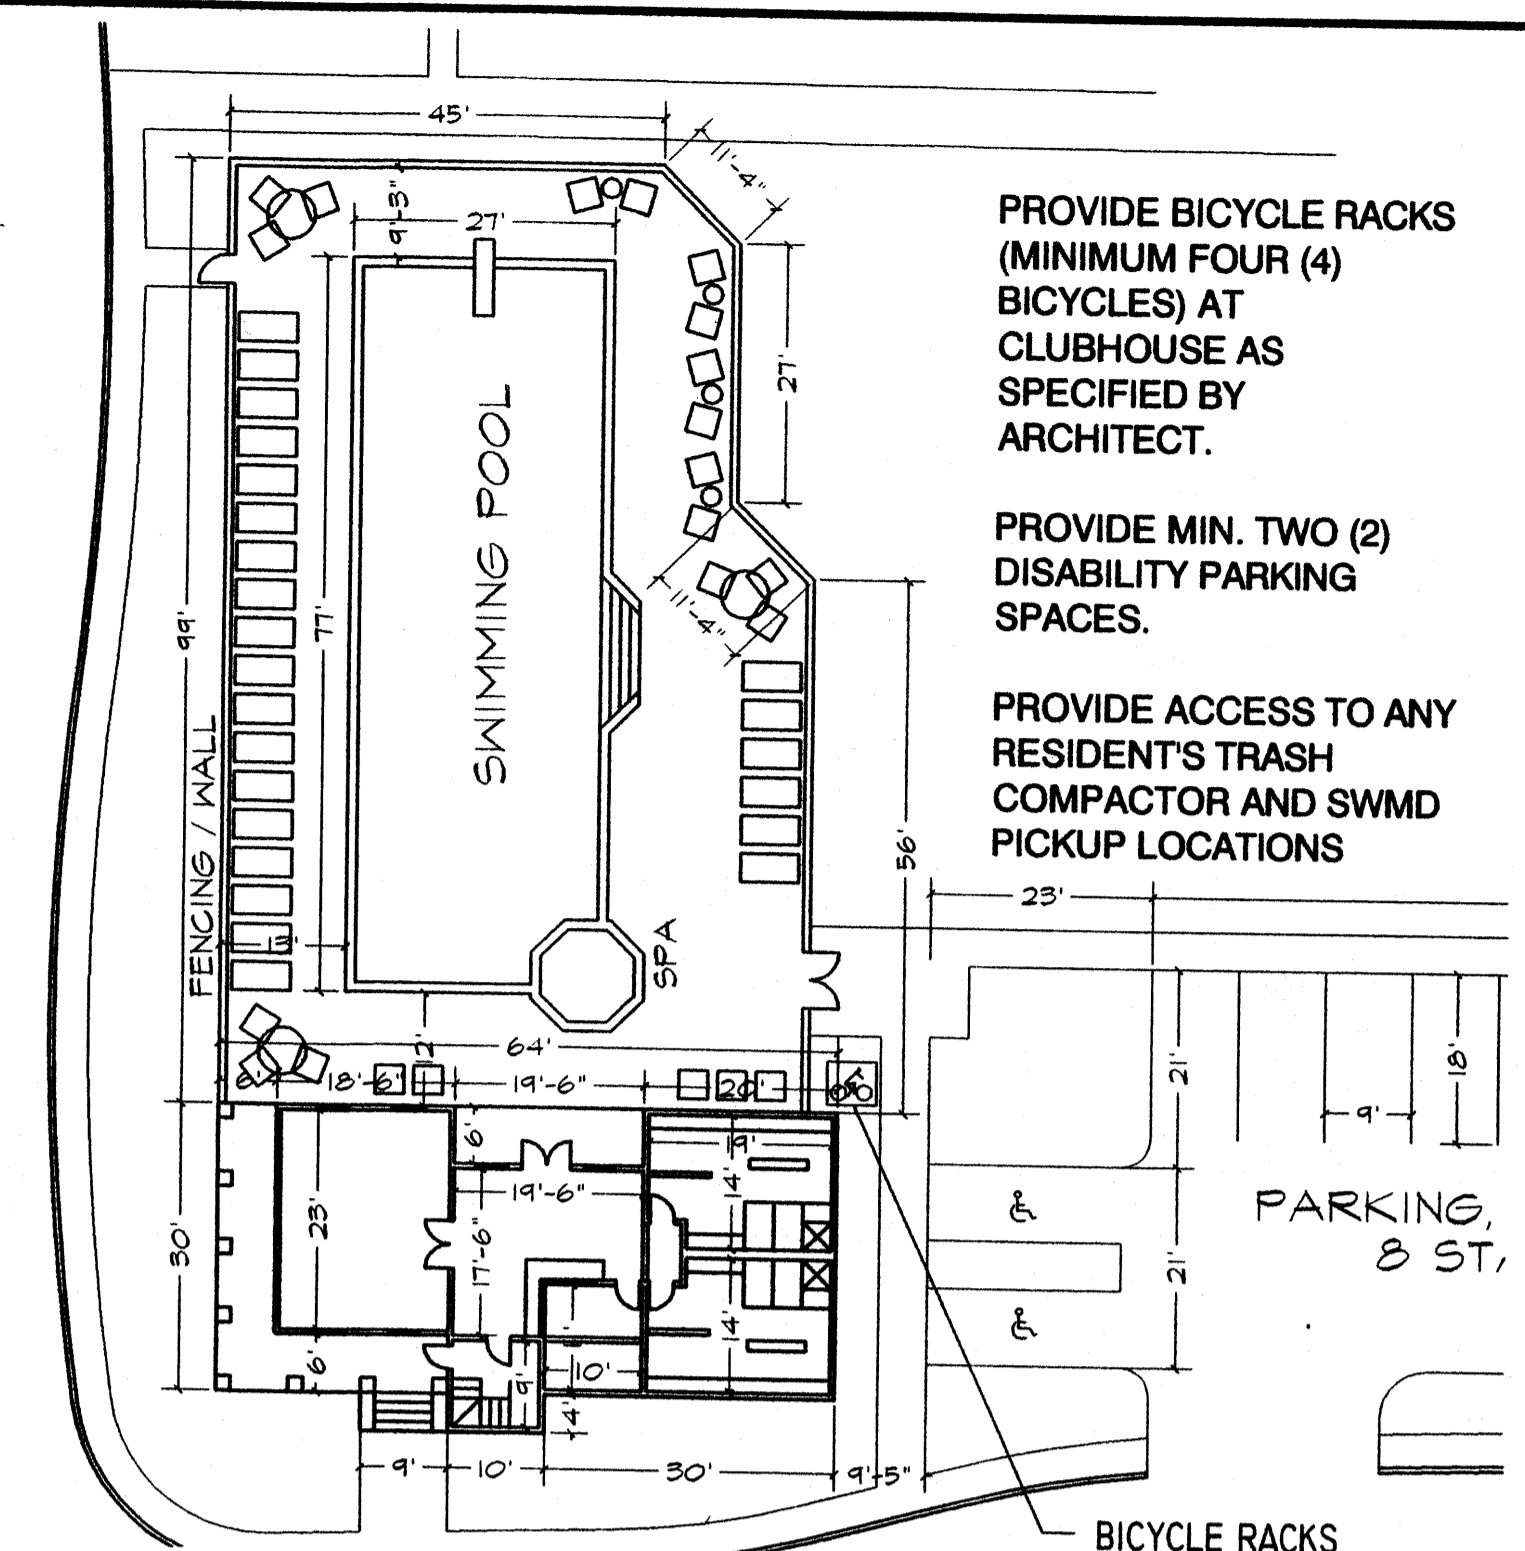 45'
11'-4"
9'-3"
27'
PROVIDE BICYCLE RACKS
(MINIMUM FOUR (4)
BICYCLES) AT
CLUBHOUSE AS
SPECIFIED BY
ARCHITECT.
27'
SWIMMING POOL
PROVIDE MIN. TWO (2)
DISABILITY PARKING
SPACES.
99'
77'
11'-4"
PROVIDE ACCESS TO ANY
RESIDENT'S TRASH
COMPACTOR AND SWMD
PICKUP LOCATIONS
FENCING / WALL
56'
23'
SPA
12'
64'
18'-6"
19'-6"
20'
21'
18'
9'
6'
19'
19'-6"
14'
23'
17'-6"
30'
PARKING,
8 ST
21'
14'
6'
10'
9'
4'
9'
10'
30'
9'-5"
BICYCLE RACKS